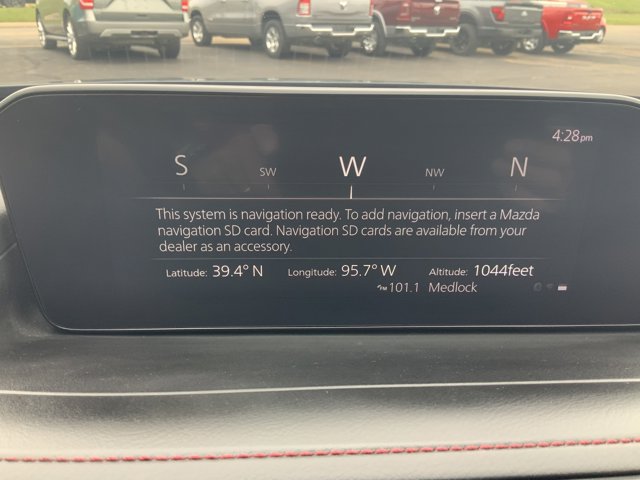 4:28pm
S SW W NW N
This system is navigation ready. To add navigation, insert a Mazda
navigation SD card. Navigation SD cards are available from your
dealer as an accessory.
Latitude: 39.4° N Longitude: 95.7° W Altitude: 1044feet
FM 101.1 Medlock